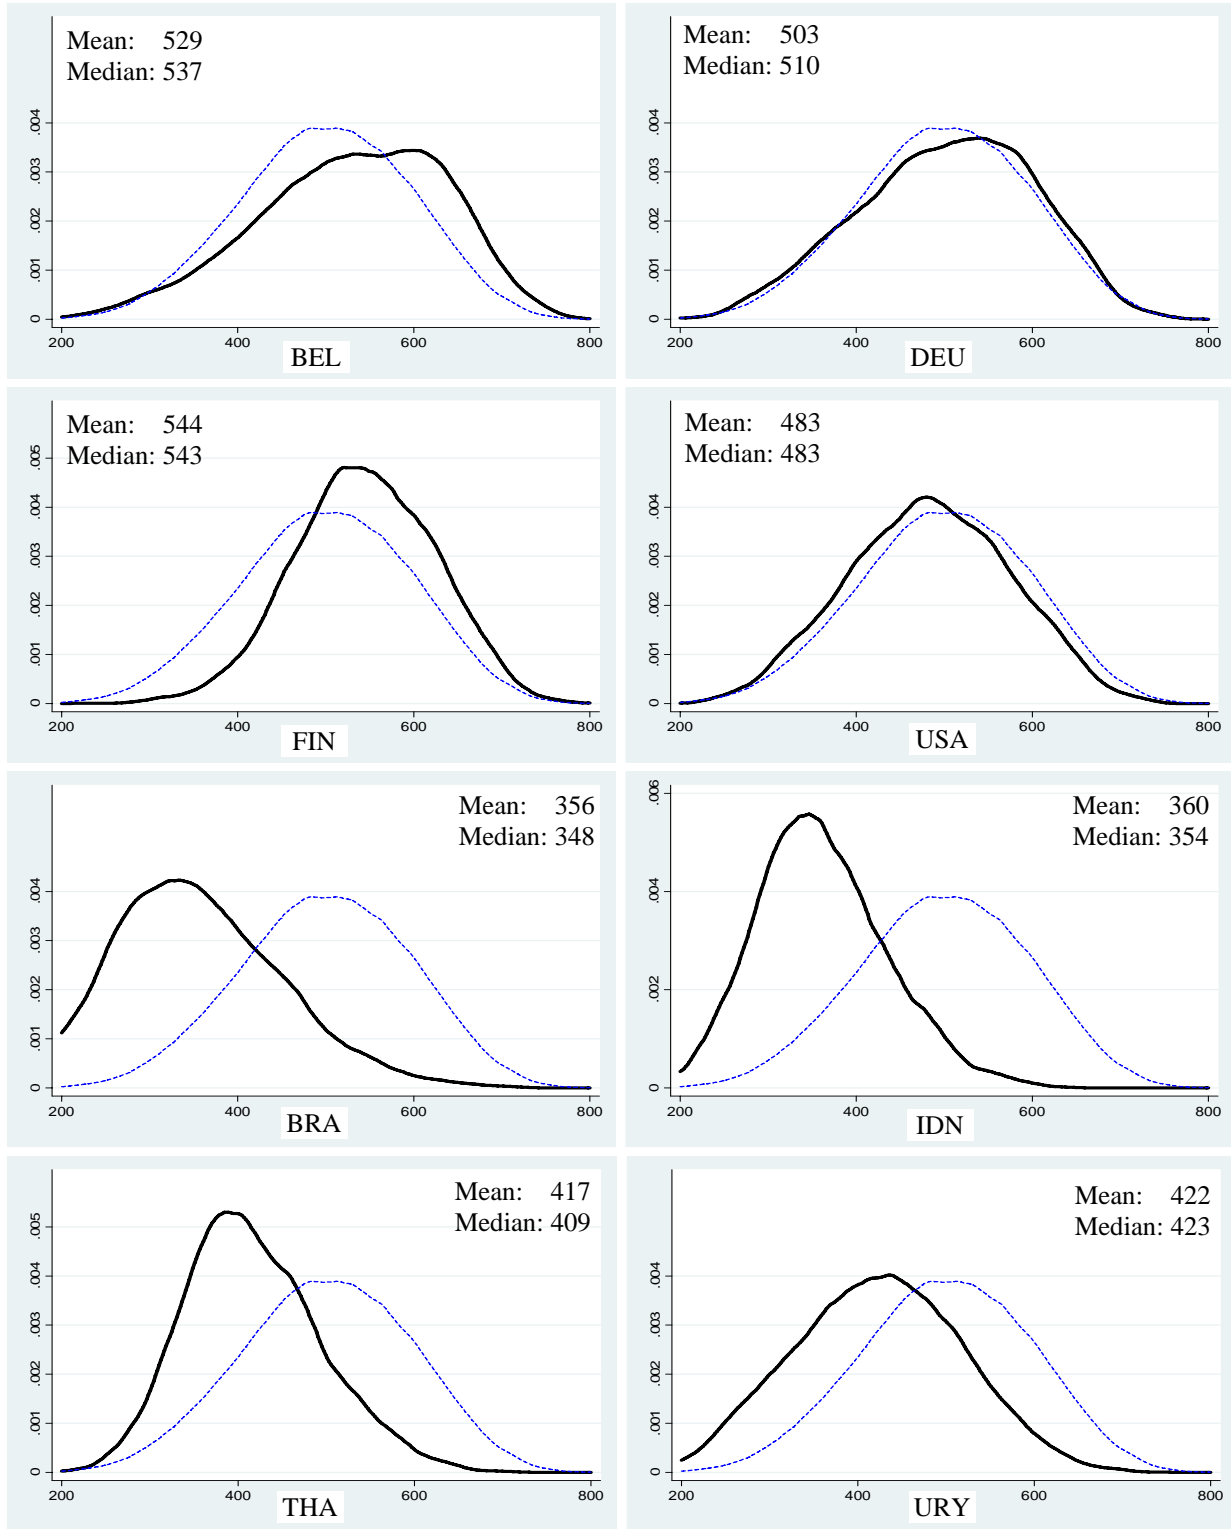 Mean: 529
Median: 537
.004
.003
.002
.001
0
200 400 600 800
BEL
Mean: 503
Median: 510
.004
.003
.002
.001
0
200 400 600 800
DEU
Mean: 544
Median: 543
.005
.004
.003
.002
.001
0
200 400 600 800
FIN
Mean: 483
Median: 483
.005
.004
.003
.002
.001
0
200 400 600 800
USA
Mean: 356
Median: 348
.004
.003
.002
.001
0
200 400 600 800
BRA
Mean: 360
Median: 354
.006
.004
.002
0
200 400 600 800
IDN
Mean: 417
Median: 409
.005
.004
.003
.002
.001
0
200 400 600 800
THA
Mean: 422
Median: 423
.004
.003
.002
.001
0
200 400 600 800
URY